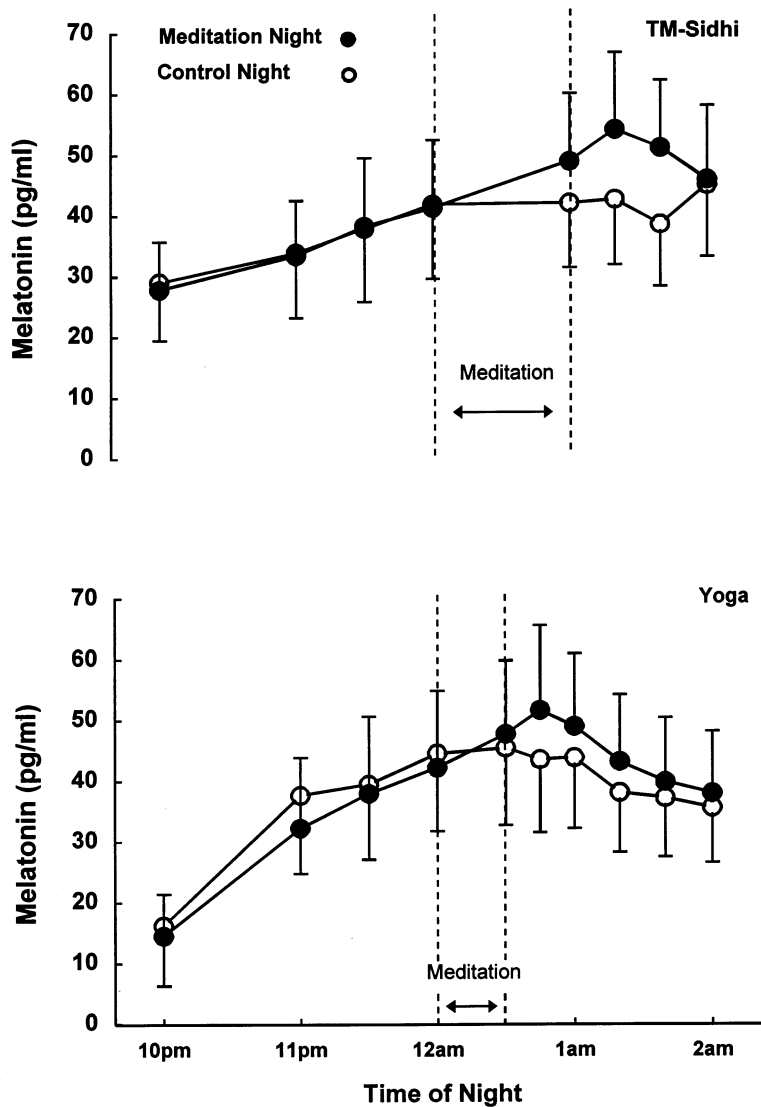 70
60
50
40
30
20
10
0
Melatonin (pg/ml)
Meditation Night
Control Night
TM-Sidhi
Meditation
70
60
50
40
30
20
10
0
Melatonin (pg/ml)
Yoga
Meditation
10pm 11pm 12am 1am 2am
Time of Night